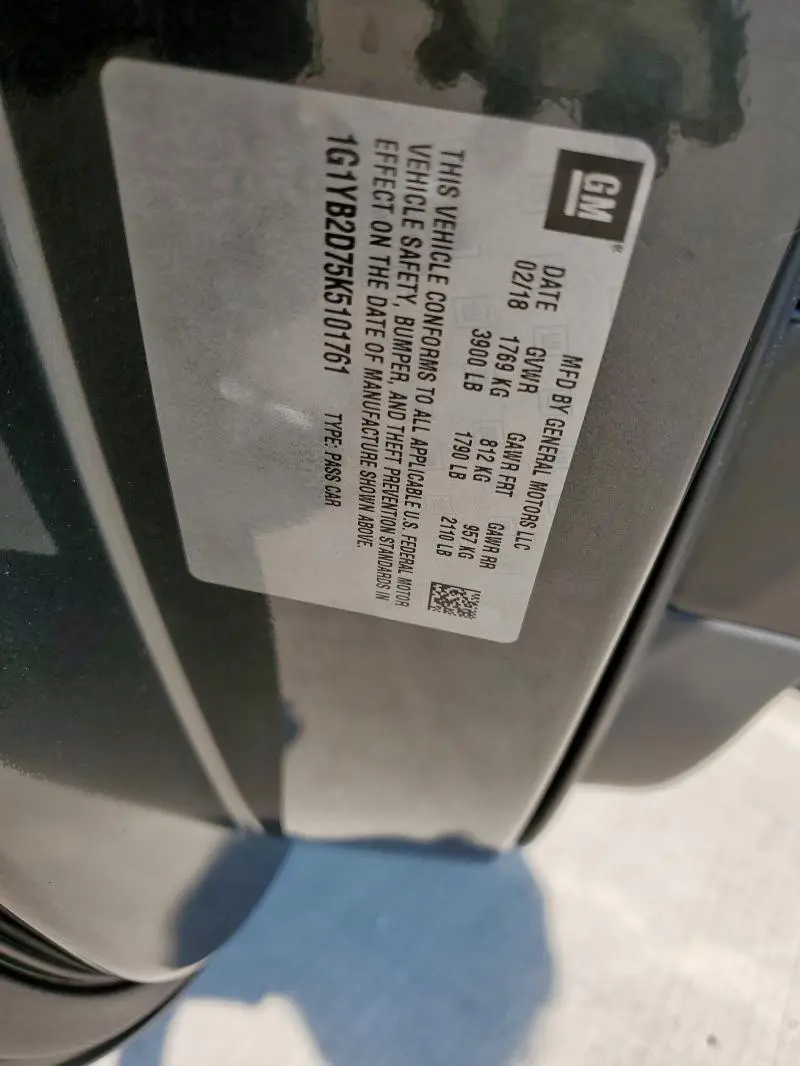 GM
MFD BY GENERAL MOTORS LLC
DATE GVWR GAWR FRT GAWR RR
02/18 1769 KG 812 KG 957 KG
3900 LB 1790 LB 2110 LB
THIS VEHICLE CONFORMS TO ALL APPLICABLE U.S. FEDERAL MOTOR
VEHICLE SAFETY, BUMPER, AND THEFT PREVENTION STANDARDS IN
EFFECT ON THE DATE OF MANUFACTURE SHOWN ABOVE.
1G1YB2D75K5101761 TYPE: PASS CAR